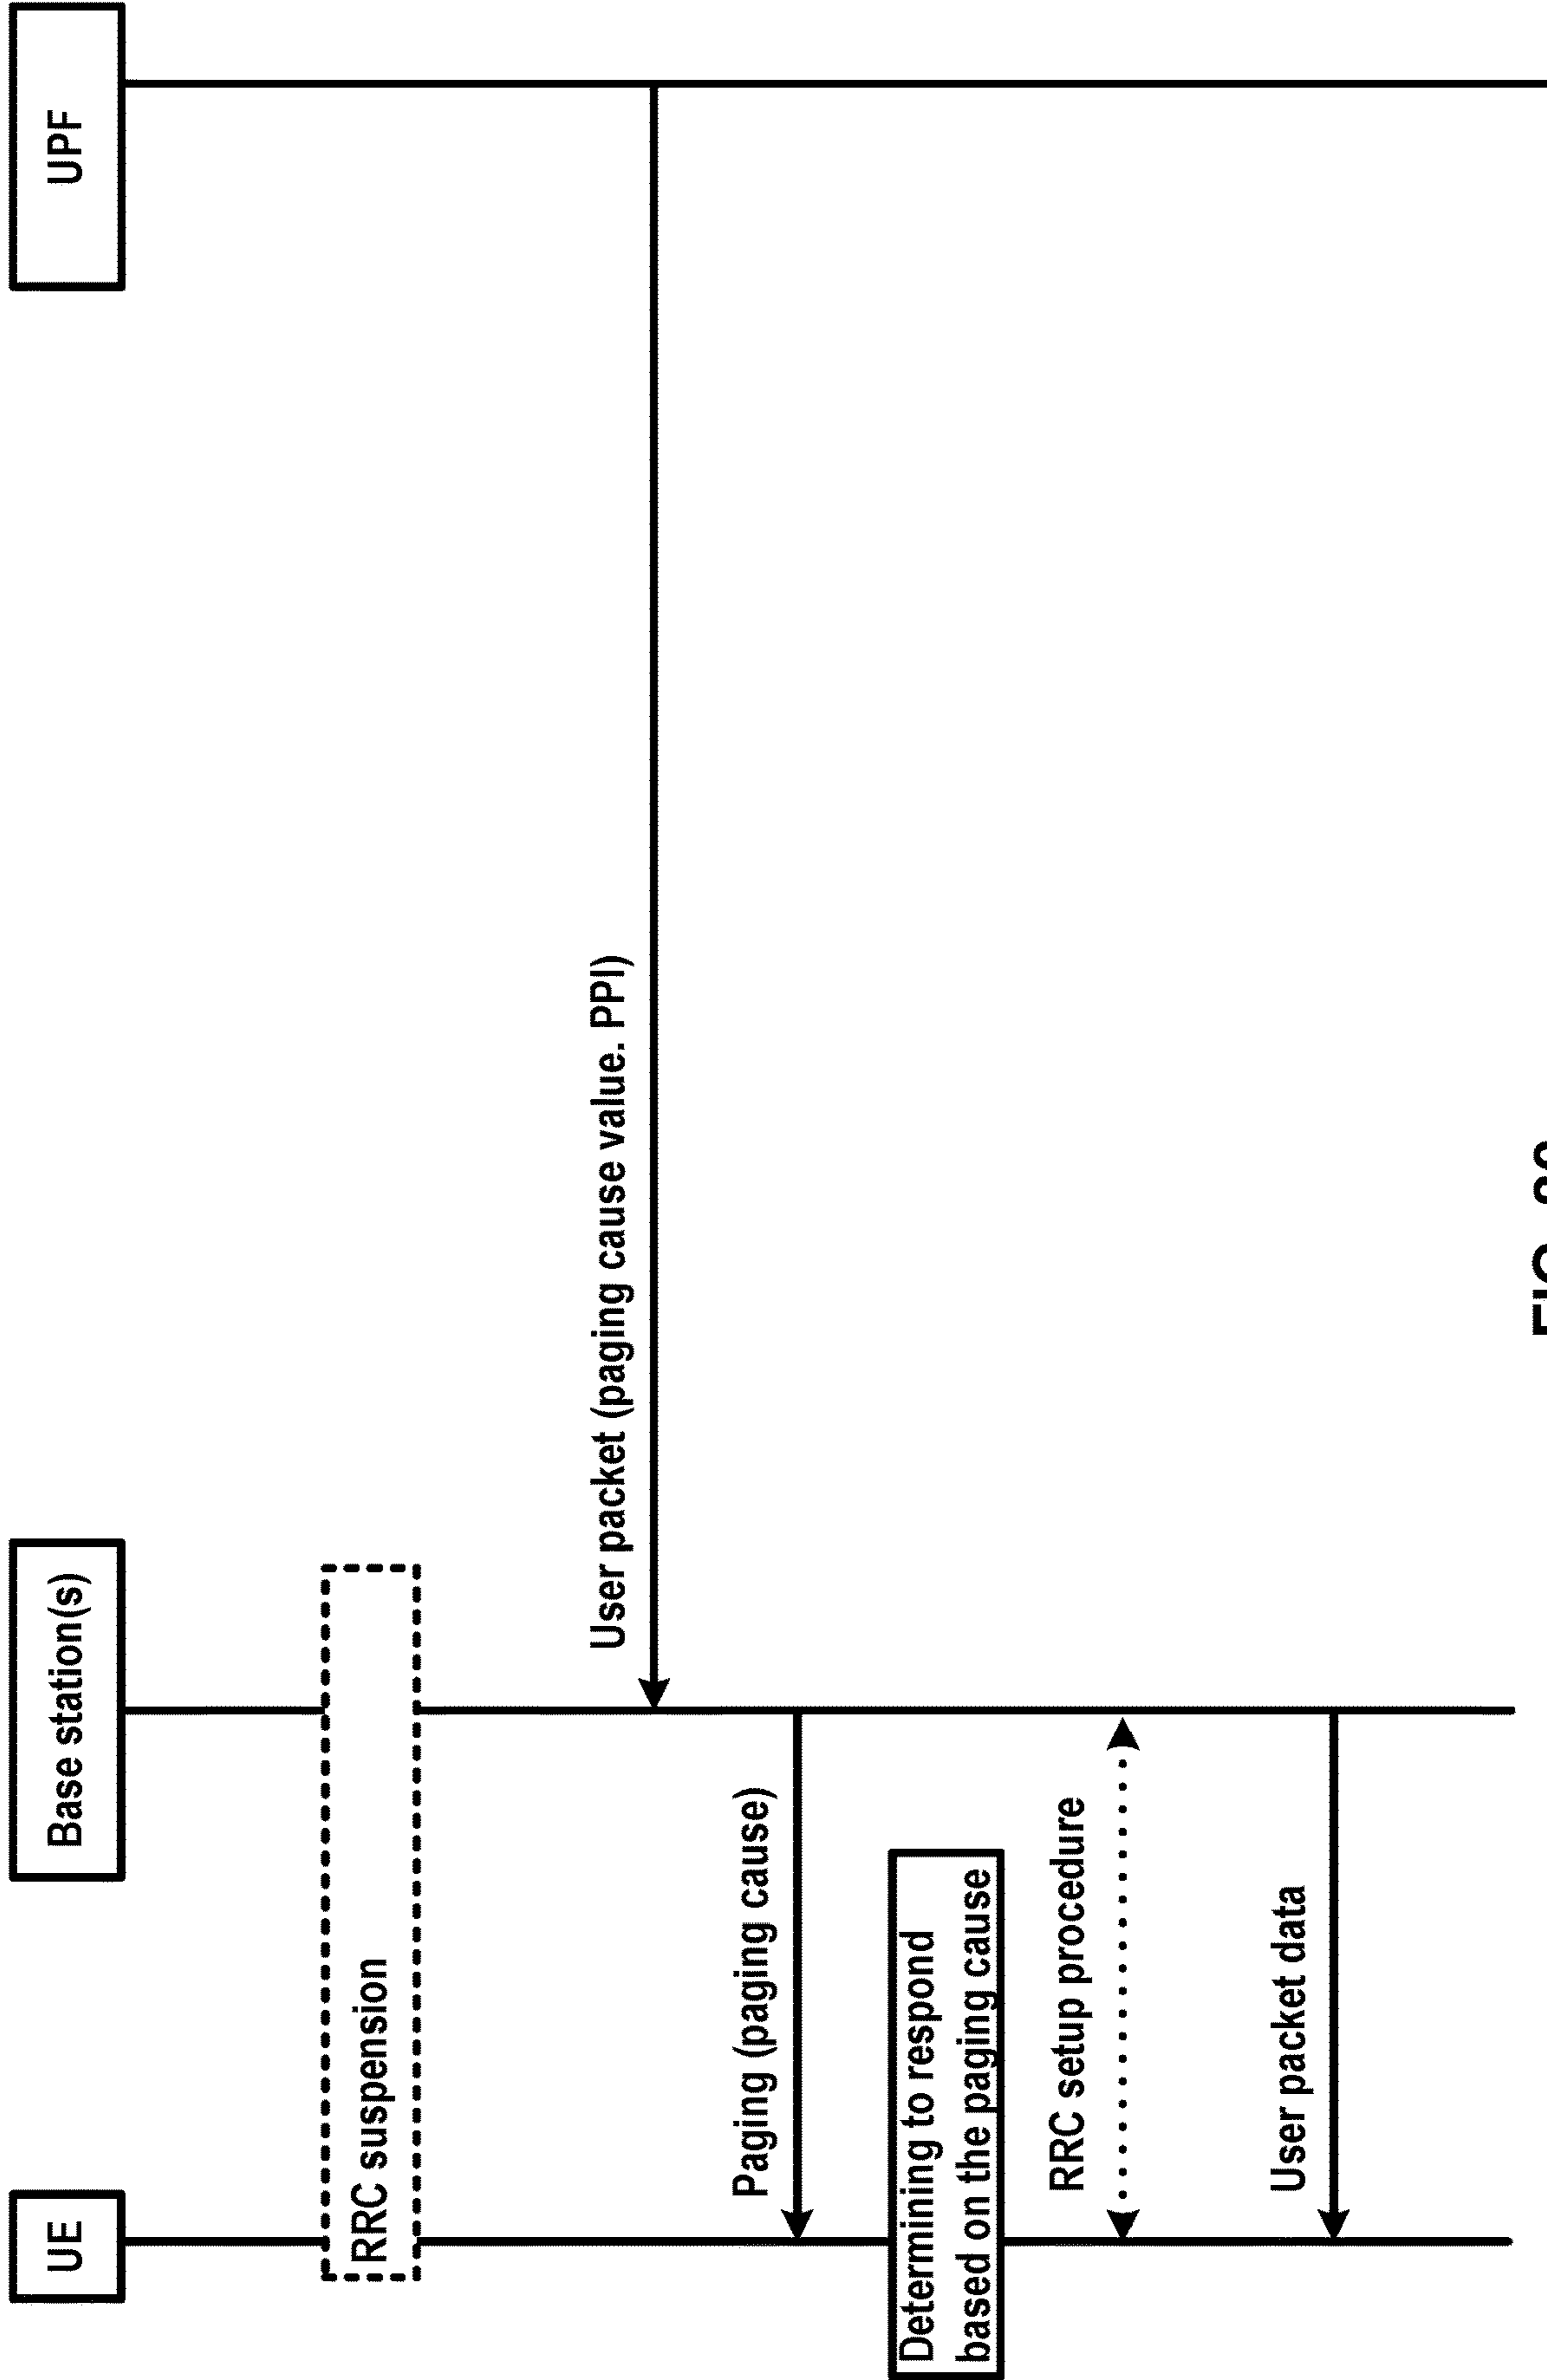 UE
Base station(s)
UPF
RRC suspension
User packet (paging cause value. PPI)
Paging (paging cause)
Determining to respond
based on the paging cause
RRC setup procedure
User packet data
FIG.